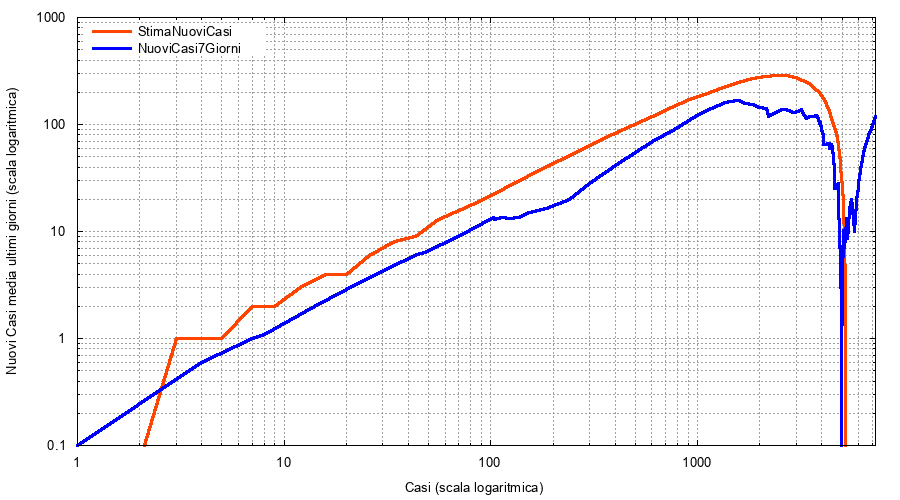 1000
StimaNuoviCasi
NuoviCasi7Giorni
100
10
1
0.1
Nuovi Casi media ultimi giorni (scala logaritmica)
1 10 100 1000
Casi (scala logaritmica)